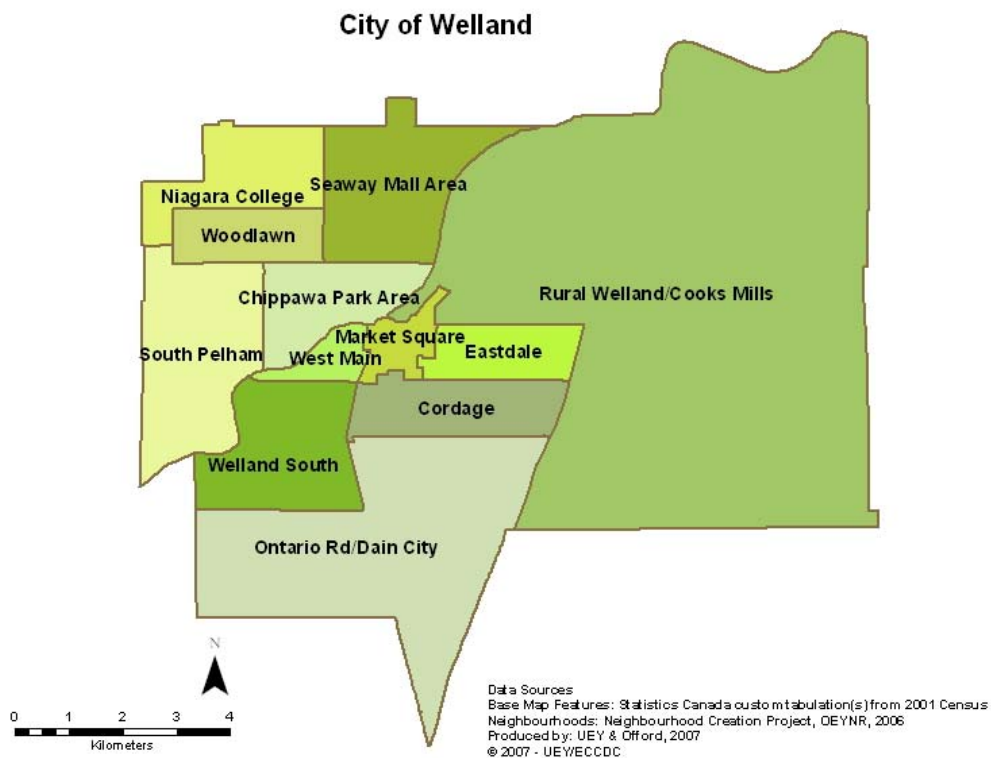 City of Welland
Seaway Mall Area
Niagara College
Woodlawn
Rural Welland/Cooks Mills
Chippawa Park Area
Market Square
Eastdale
South Pelham
West Main
Cordage
Welland South
Ontario Rd/Dain City
N
0 1 2 3 4
Kilometers
Data Sources
Base Map Features: Statistics Canada custom tabulation(s) from 2001 Census
Neighbourhoods: Neighbourhood Creation Project, OEYNR, 2006
Produced by: UEY & Offord, 2007
© 2007 - UEY/ECCDC